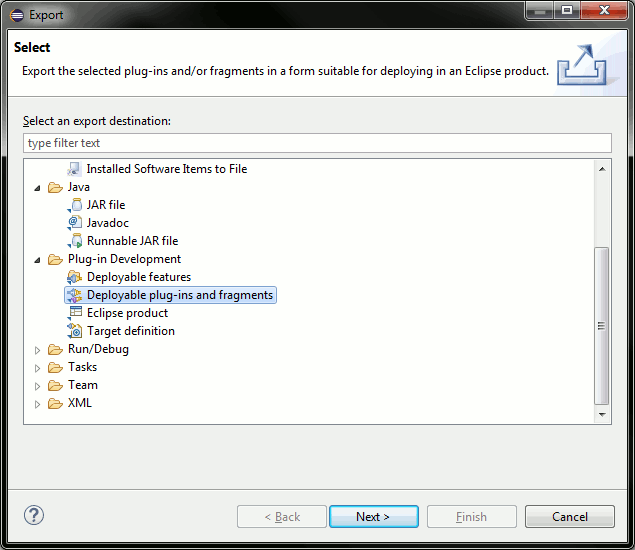 Export
Select
Export the selected plug-ins and/or fragments in a form suitable for deploying in an Eclipse product.
Select an export destination:
type filter text
Installed Software Items to File
Java
JAR file
Javadoc
Runnable JAR file
Plug-in Development
Deployable features
Deployable plug-ins and fragments
Eclipse product
Target definition
Run/Debug
Tasks
Team
XML
< Back
Next >
Finish
Cancel